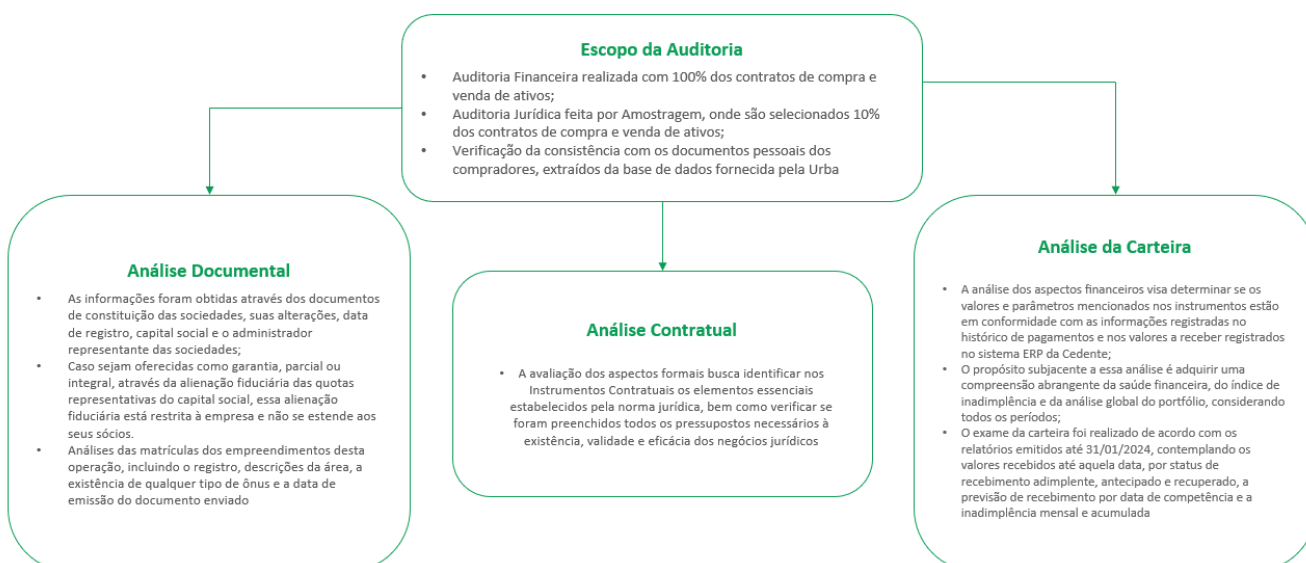 Escopo da Auditoria
• Auditoria Financeira realizada com 100% dos contratos de compra e
venda de ativos;
• Auditoria Jurídica feita por Amostragem, onde são selecionados 10%
dos contratos de compra e venda de ativos;
• Verificação da consistência com os documentos pessoais dos
compradores, extraídos da base de dados fornecida pela Urba
Análise Documental
• As informações foram obtidas através dos documentos
de constituição das sociedades, suas alterações, data
de registro, capital social e o administrador
representante das sociedades;
• Caso sejam oferecidas como garantia, parcial ou
integral, através da alienação fiduciária das quotas
representativas do capital social, essa alienação
fiduciária está restrita à empresa e não se estende aos
seus sócios.
• Análises das matrículas dos empreendimentos desta
operação, incluindo o registro, descrições da área, a
existência de qualquer tipo de ônus e a data de
emissão do documento enviado
Análise Contratual
• A avaliação dos aspectos formais busca identificar nos
Instrumentos Contratuais os elementos essenciais
estabelecidos pela norma jurídica, bem como verificar se
foram preenchidos todos os pressupostos necessários à
existência, validade e eficácia dos negócios jurídicos
Análise da Carteira
• A análise dos aspectos financeiros visa determinar se os
valores e parâmetros mencionados nos instrumentos estão
em conformidade com as informações registradas no
histórico de pagamentos e nos valores a receber registrados
no sistema ERP da Cedente;
• O propósito subjacente a essa análise é adquirir uma
compreensão abrangente da saúde financeira, do índice de
inadimplência e da análise global do portfólio, considerando
todos os períodos;
• O exame da carteira foi realizado de acordo com os
relatórios emitidos até 31/01/2024, contemplando os
valores recebidos até aquela data, por status de
recebimento adimplente, antecipado e recuperado, a
previsão de recebimento por data de competência e a
inadimplência mensal e acumulada